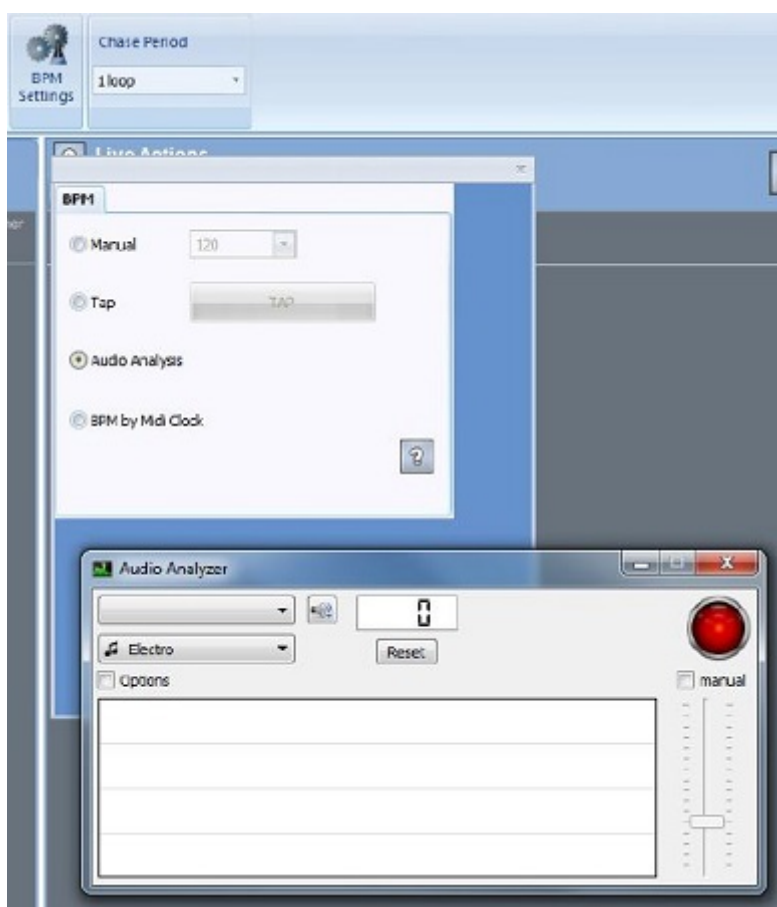 Chase Period
BPM
Settings
1 loop
Live Actions
BPM
Manual
120
Tap
TAP
Audio Analysis
BPM by Midi Clock
?
Audio Analyzer
0
Electro
Reset
Options
manual